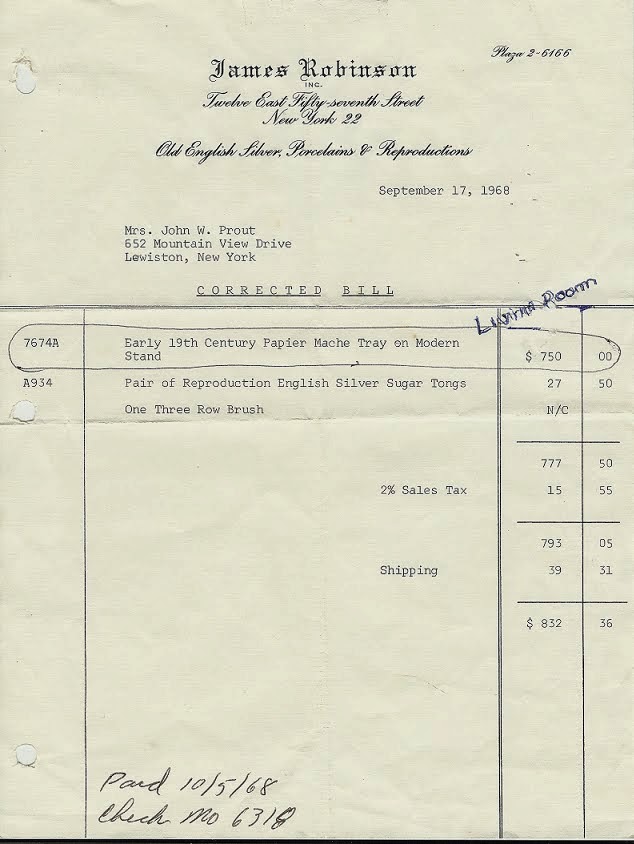 Plaza 2-6166
James Robinson
INC.
Twelve East Fifty-seventh Street
New York 22
Old English Silver, Porcelains & Reproductions
September 17, 1968
Mrs. John W. Prout
652 Mountain View Drive
Lewiston, New York
CORRECTED BILL
Living Room
7674A Early 19th Century Papier Mache Tray on Modern
Stand $ 750 00
A934 Pair of Reproduction English Silver Sugar Tongs 27 50
One Three Row Brush N/C
777 50
2% Sales Tax 15 55
793 05
Shipping 39 31
$ 832 36
Paid 10/5/68
Check No 6318